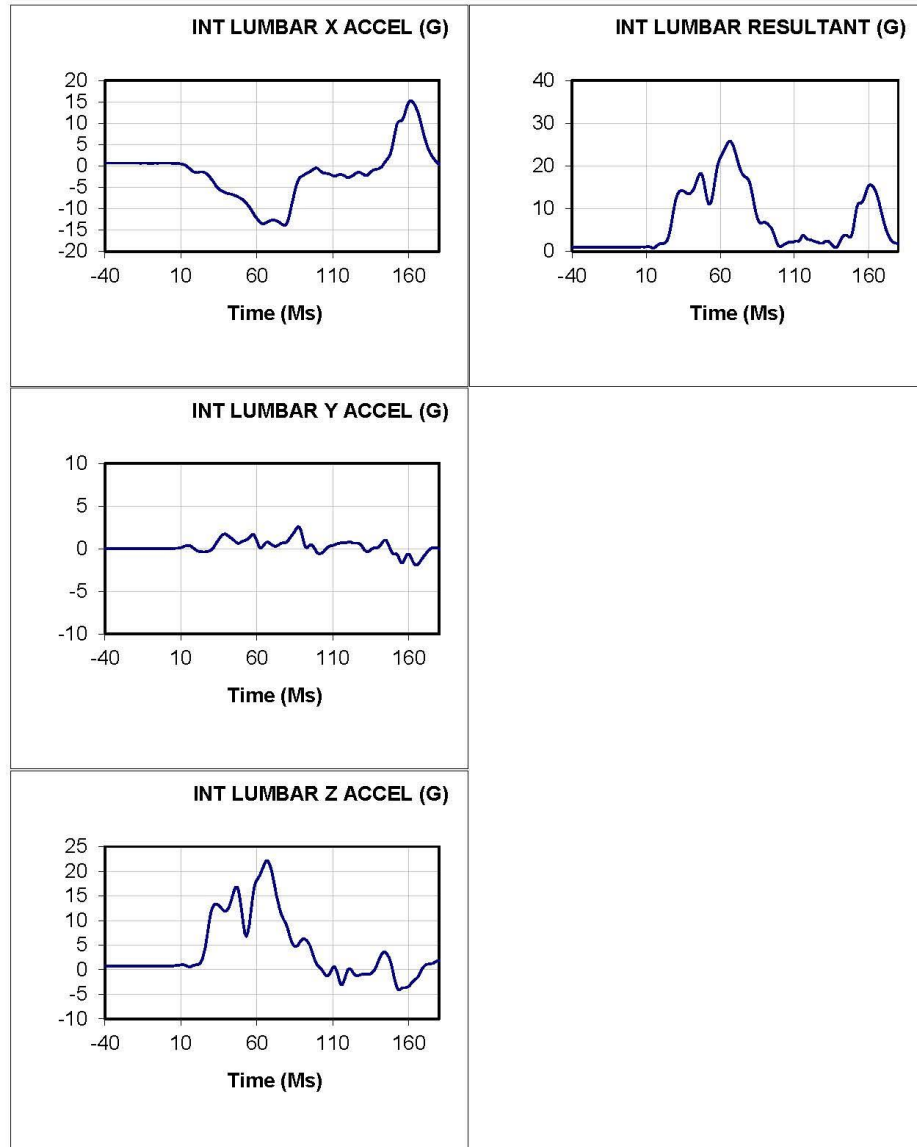 INT LUMBAR X ACCEL (G)
20
15
10
5
0
-5
-10
-15
-20
-40 10 60 110 160
Time (Ms)
INT LUMBAR RESULTANT (G)
40
30
20
10
0
-40 10 60 110 160
Time (Ms)
INT LUMBAR Y ACCEL (G)
10
5
0
-5
-10
-40 10 60 110 160
Time (Ms)
INT LUMBAR Z ACCEL (G)
25
20
15
10
5
0
-5
-10
-40 10 60 110 160
Time (Ms)